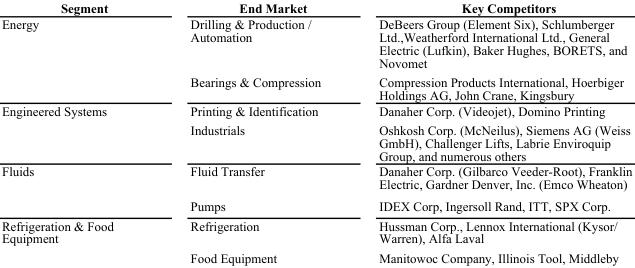 Segment End Market Key Competitors
Energy Drilling & Production / DeBeers Group (Element Six), Schlumberger
Automation Ltd.,Weatherford International Ltd., General
Electric (Lufkin), Baker Hughes, BORETS, and
Novomet
Bearings & Compression Compression Products International, Hoerbiger
Holdings AG, John Crane, Kingsbury
Engineered Systems Printing & Identification Danaher Corp. (Videojet), Domino Printing
Industrials Oshkosh Corp. (McNeilus), Siemens AG (Weiss
GmbH), Challenger Lifts, Labrie Enviroquip
Group, and numerous others
Fluids Fluid Transfer Danaher Corp. (Gilbarco Veeder-Root), Franklin
Electric, Gardner Denver, Inc. (Emco Wheaton)
Pumps IDEX Corp, Ingersoll Rand, ITT, SPX Corp.
Refrigeration & Food Refrigeration Hussman Corp., Lennox International (Kysor/
Equipment Warren), Alfa Laval
Food Equipment Manitowoc Company, Illinois Tool, Middleby